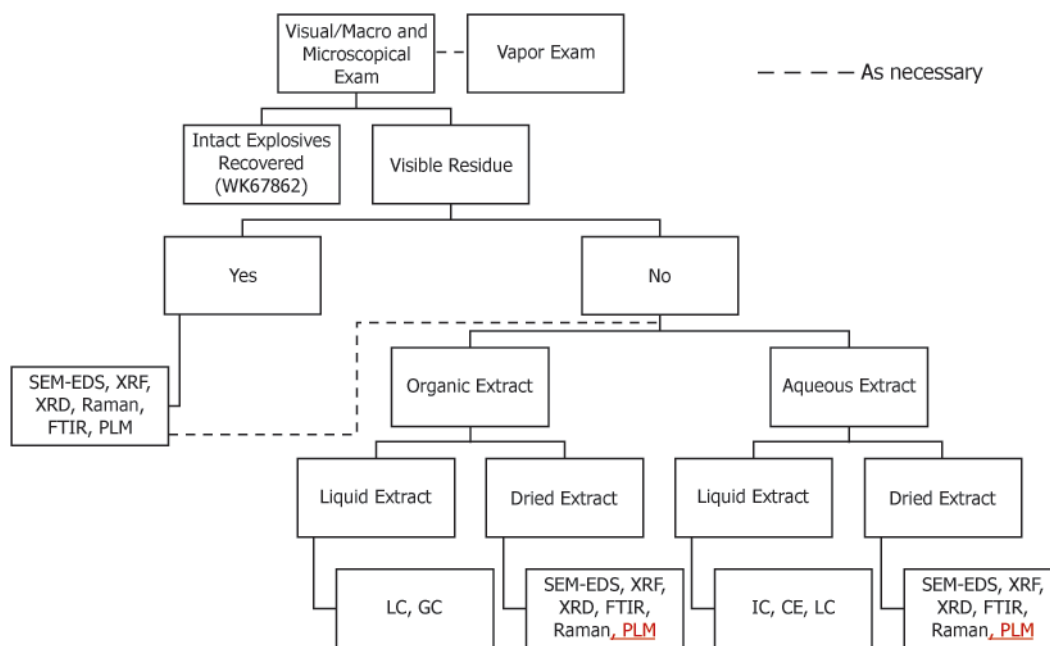 Visual/Macro and
Microscopical
Exam
Vapor Exam
As necessary
Intact Explosives
Recovered
(WK67862)
Visible Residue
Yes
No
SEM-EDS, XRF,
XRD, Raman,
FTIR, PLM
Organic Extract
Aqueous Extract
Liquid Extract
Dried Extract
Liquid Extract
Dried Extract
LC, GC
SEM-EDS, XRF,
XRD, FTIR,
Raman, PLM
IC, CE, LC
SEM-EDS, XRF,
XRD, FTIR,
Raman, PLM